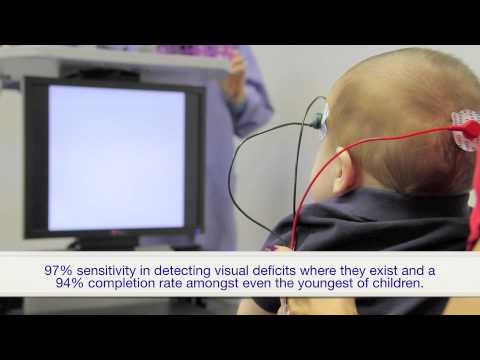 97% sensitivity in detecting visual deficits where they exist and a
94% completion rate amongst even the youngest of children.